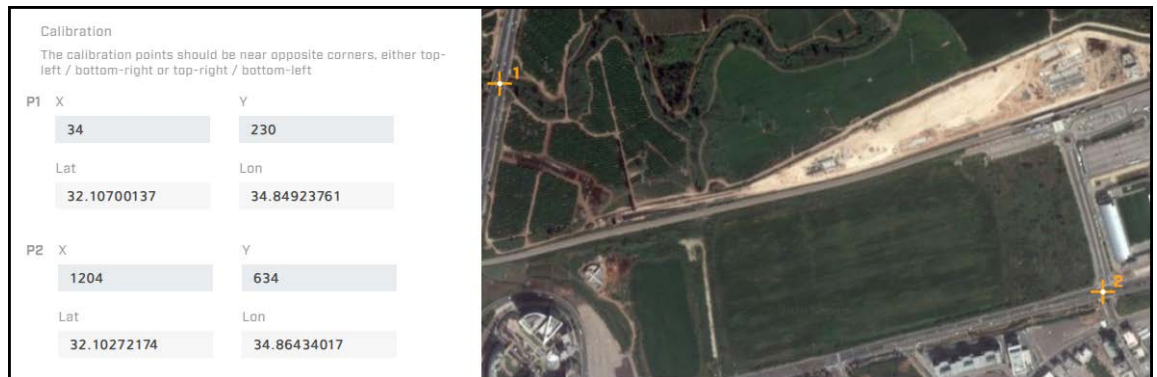 Calibration
The calibration points should be near opposite corners, either top-
left / bottom-right or top-right / bottom-left
P1 X Y
34 230
Lat Lon
32.10700137 34.84923761
P2 X Y
1204 634
Lat Lon
32.10272174 34.86434017
1
2